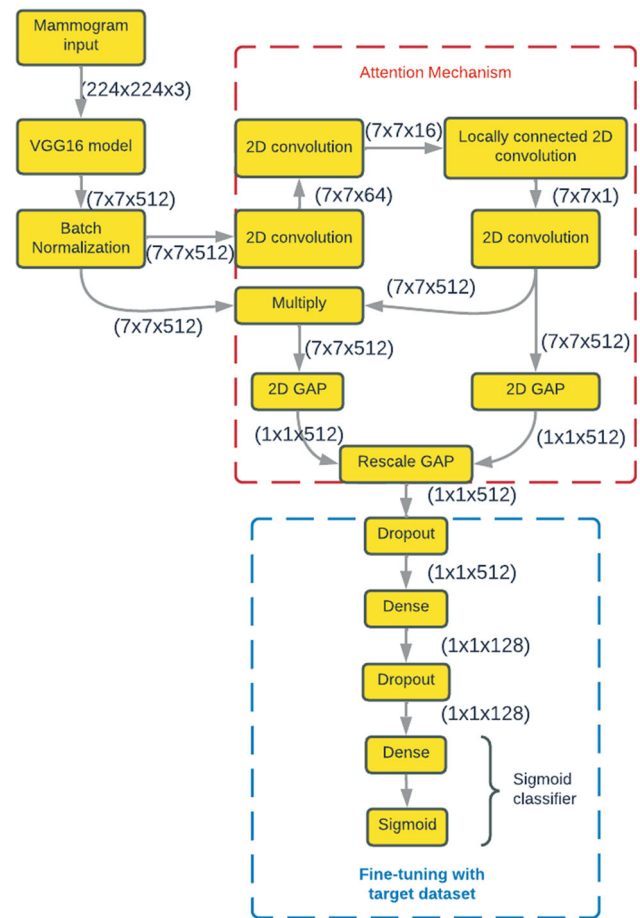 Mammogram
input
(224x224x3)
VGG16 model
(7x7x512)
Batch
Normalization
(7x7x512)
(7x7x512)
Attention Mechanism
2D convolution
(7x7x16)
Locally connected 2D
convolution
(7x7x64)
(7x7x1)
2D convolution
2D convolution
Multiply
(7x7x512)
(7x7x512)
(7x7x512)
2D GAP
2D GAP
(1x1x512)
(1x1x512)
Rescale GAP
(1x1x512)
Dropout
(1x1x512)
Dense
(1x1x128)
Dropout
(1x1x128)
Dense
Sigmoid
Sigmoid
classifier
Fine-tuning with
target dataset